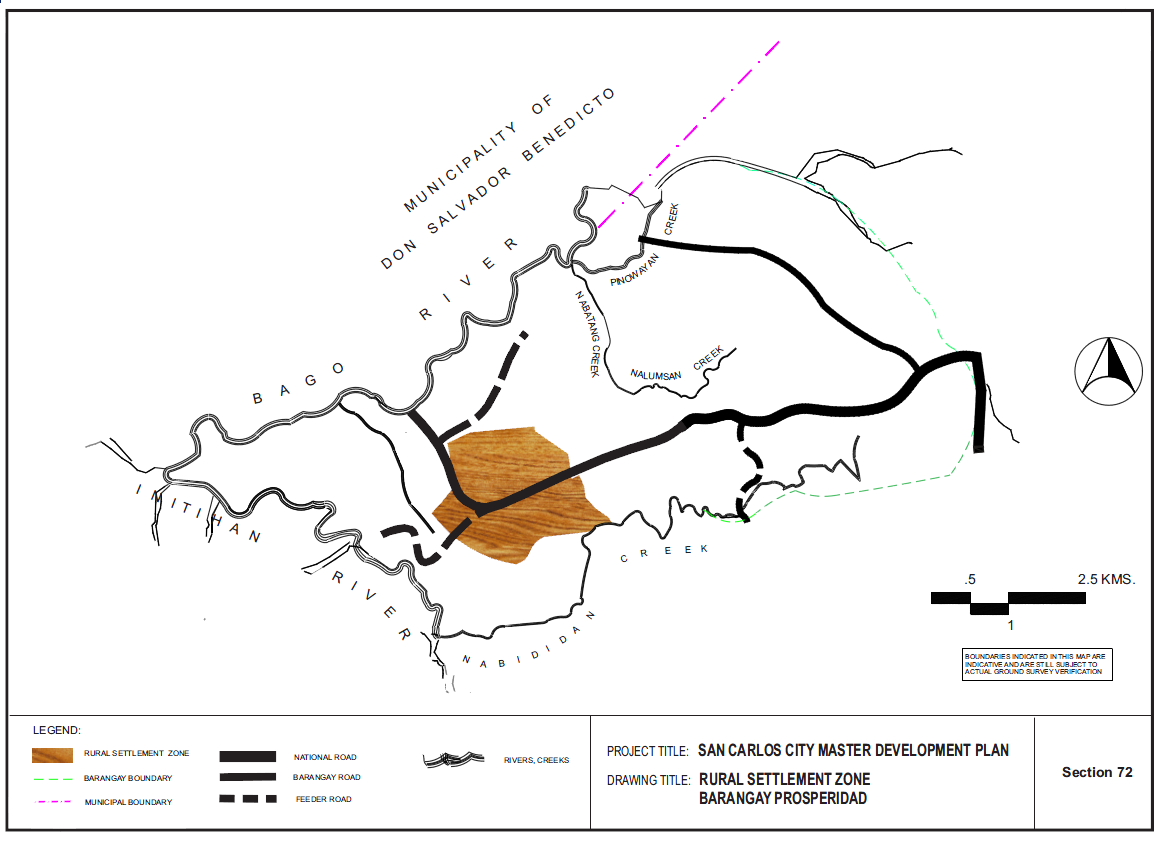 MUNICIPALITY OF
DON SALVADOR BENEDICTO
BAGO RIVER
CREEK
PINOWAYAN
NABATANG CREEK
NALUMSAN CREEK
INITIHAN RIVER
NABIDIDAN CREEK
.5 2.5 KMS.
1
BOUNDARIES INDICATED IN THIS MAP ARE
INDICATIVE AND ARE STILL SUBJECT TO
ACTUAL GROUND SURVEY VERIFICATION
LEGEND:
RURAL SETTLEMENT ZONE
BARANGAY BOUNDARY
MUNICIPAL BOUNDARY
NATIONAL ROAD
BARANGAY ROAD
FEEDER ROAD
RIVERS, CREEKS
PROJECT TITLE: SAN CARLOS CITY MASTER DEVELOPMENT PLAN
DRAWING TITLE: RURAL SETTLEMENT ZONE
BARANGAY PROSPERIDAD
Section 72